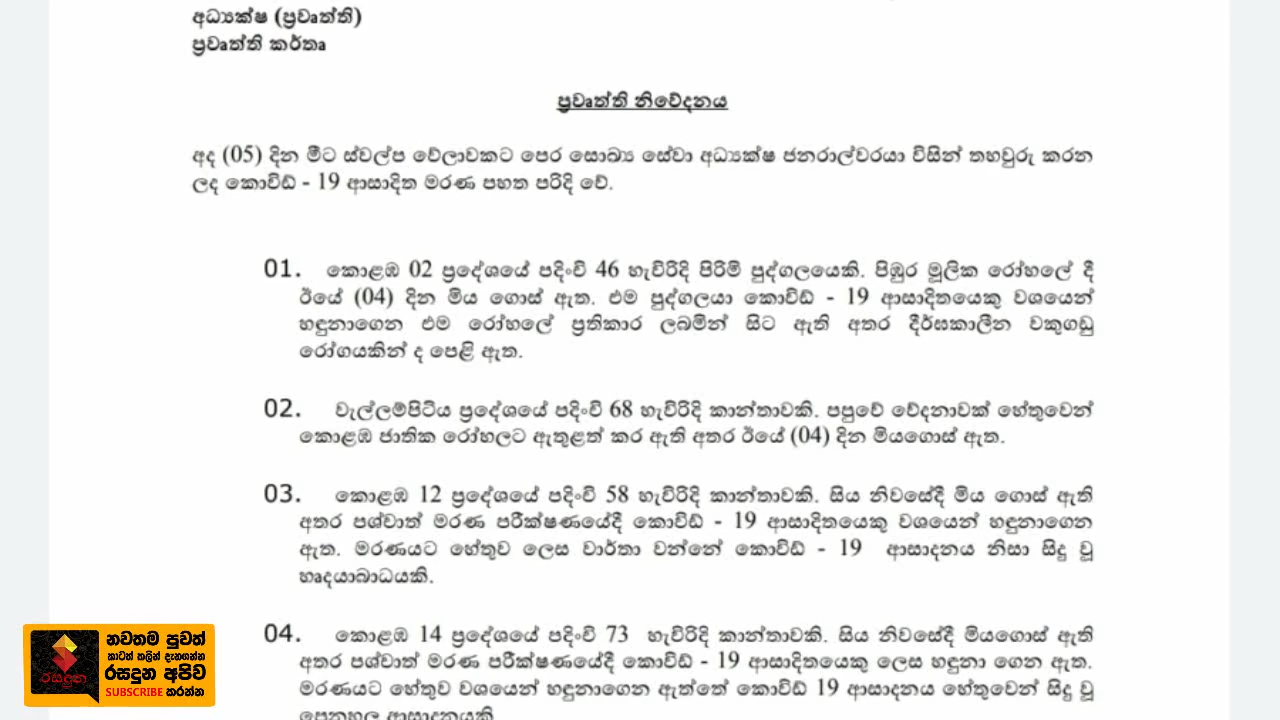 අධ්‍යක්ෂ (ප්‍රවෘත්ති)
ප්‍රවෘත්ති කර්තෘ
ප්‍රවෘත්ති නිවේදනය
අද (05) දින මීට ස්වල්ප වේලාවකට පෙර සෞඛ්‍ය සේවා අධ්‍යක්ෂ ජනරාල්වරයා විසින් තහවුරු කරන
ලද කොවිඩ් - 19 ආසාදිත මරණ පහත පරිදි වේ.
01. කොළඹ 02 ප්‍රදේශයේ පදිංචි 46 හැවිරිදි පිරිමි පුද්ගලයෙකි. පිඹුර මූලික රෝහලේ දී
ඊයේ (04) දින මිය ගොස් ඇත. එම පුද්ගලයා කොවිඩ් - 19 ආසාදිතයෙකු වශයෙන්
හඳුනාගෙන එම රෝහලේ ප්‍රතිකාර ලබමින් සිට ඇති අතර දීර්ඝකාලීන වකුගඩු
රෝගයකින් ද පෙළී ඇත.
02. වැල්ලම්පිටිය ප්‍රදේශයේ පදිංචි 68 හැවිරිදි කාන්තාවකි. පපුවේ වේදනාවක් හේතුවෙන්
කොළඹ ජාතික රෝහලට ඇතුළත් කර ඇති අතර ඊයේ (04) දින මියගොස් ඇත.
03. කොළඹ 12 ප්‍රදේශයේ පදිංචි 58 හැවිරිදි කාන්තාවකි. සිය නිවසේදී මිය ගොස් ඇති
අතර පශ්චාත් මරණ පරීක්ෂණයේදී කොවිඩ් - 19 ආසාදිතයෙකු වශයෙන් හඳුනාගෙන
ඇත. මරණයට හේතුව ලෙස වාර්තා වන්නේ කොවිඩ් - 19 ආසාදනය නිසා සිදු වූ
හෘදයාබාධයකි.
04. කොළඹ 14 ප්‍රදේශයේ පදිංචි 73 හැවිරිදි කාන්තාවකි. සිය නිවසේදී මියගොස් ඇති
අතර පශ්චාත් මරණ පරීක්ෂණයේදී කොවිඩ් - 19 ආසාදිතයෙකු ලෙස හඳුනා ගෙන ඇත.
මරණයට හේතුව වශයෙන් හඳුනාගෙන ඇත්තේ කොවිඩ් 19 ආසාදනය හේතුවෙන් සිදු වූ
පෙනහලු ආසාදනයකි
නවතම පුවත්
කාටත් කලින් දැනගන්න
රසදුන අපිව
SUBSCRIBE කරන්න
රසදුන